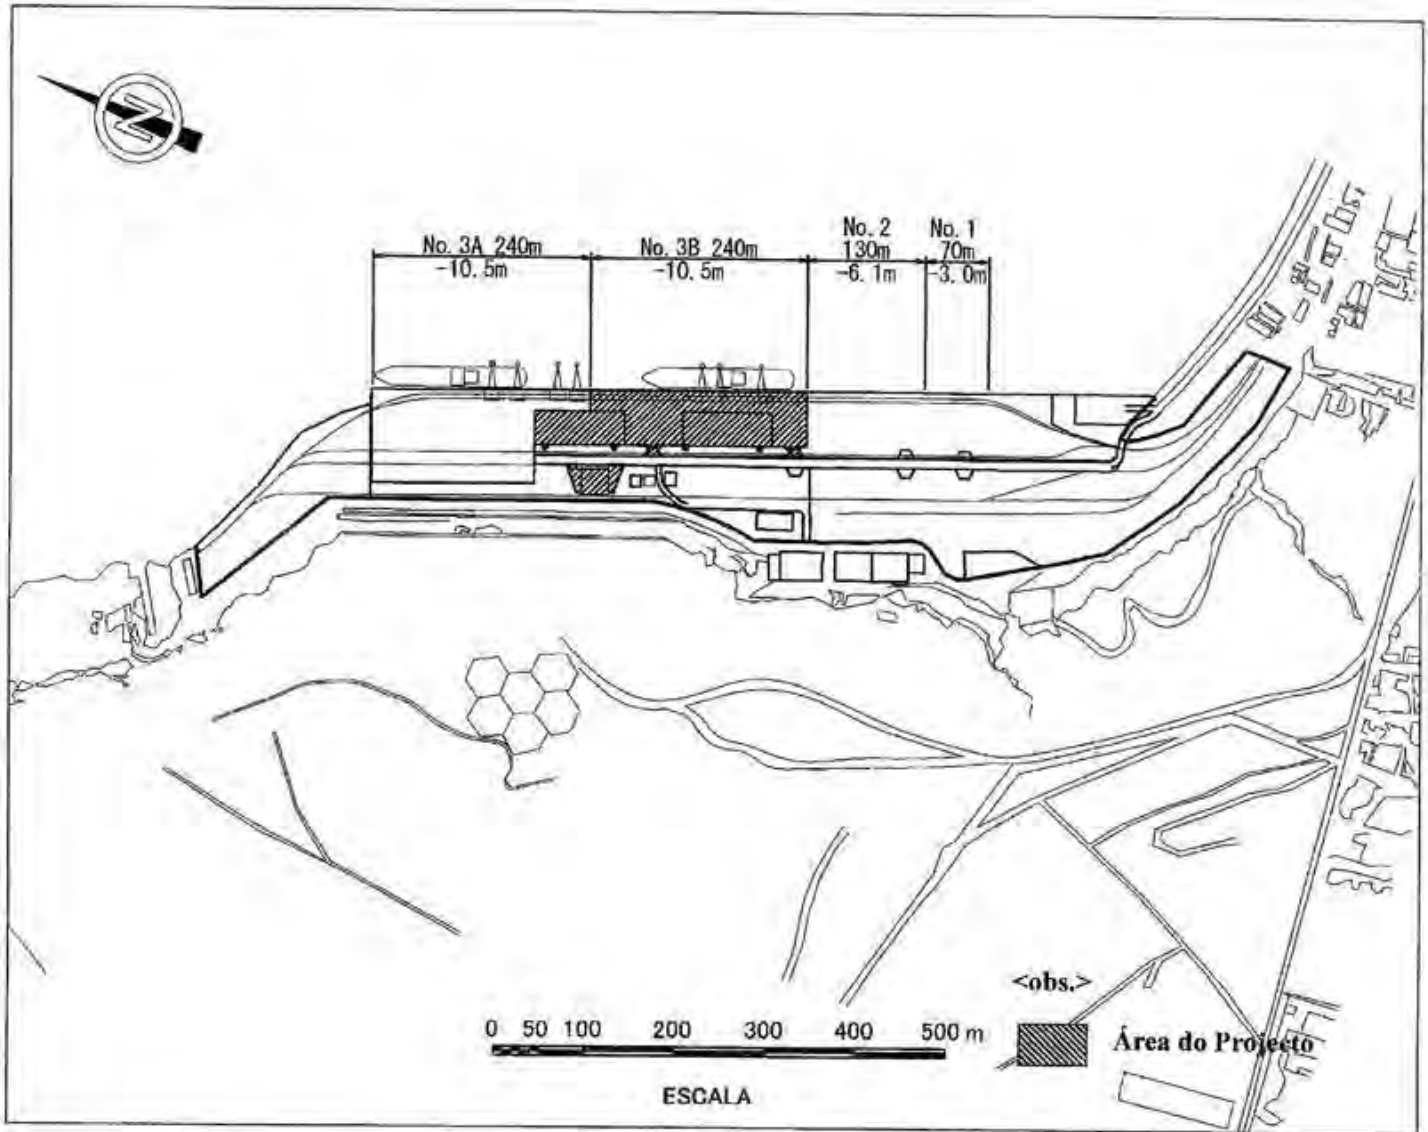 N
No. 3A 240m
-10. 5m
No. 3B 240m
-10. 5m
No. 2
130m
-6. 1m
No. 1
70m
-3. 0m
<obs.>
Área do Projecto
0 50 100 200 300 400 500 m
ESCALA